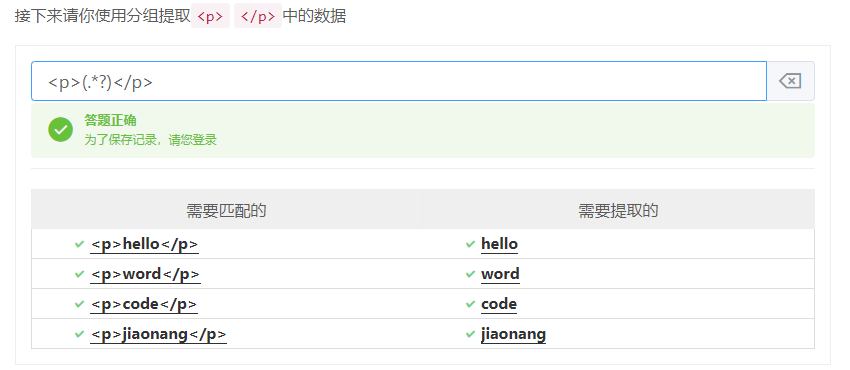 接下来请你使用分组提取<p> </p>中的数据
<p>(.*?)</p>
答题正确
为了保存记录，请您登录
需要匹配的 需要提取的
<p>hello</p> hello
<p>word</p> word
<p>code</p> code
<p>jiaonang</p> jiaonang